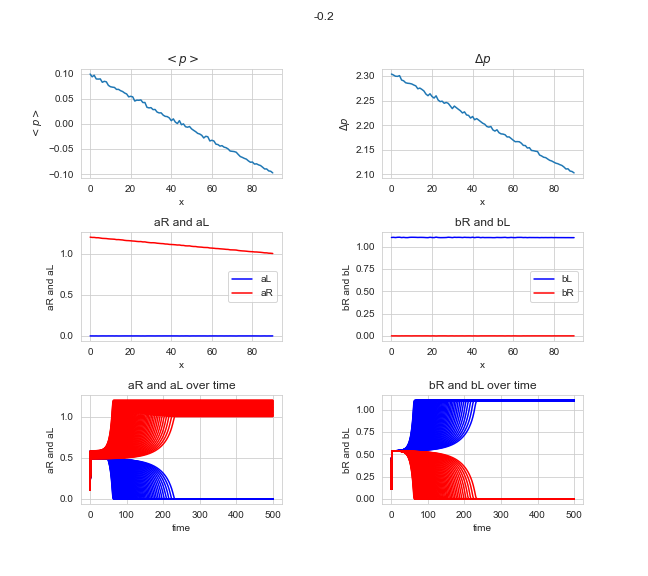 -0.2
< p >
Δp
0.10
0.05
0.00
−0.05
−0.10
< p >
0 20 40 60 80
x
2.30
2.25
2.20
2.15
2.10
Δp
0 20 40 60 80
x
aR and aL
bR and bL
1.0
0.5
0.0
aR and aL
aL
aR
0 20 40 60 80
x
1.00
0.75
0.50
0.25
0.00
bR and bL
bL
bR
0 20 40 60 80
x
aR and aL over time
bR and bL over time
1.0
0.5
0.0
aR and aL
0 100 200 300 400 500
time
1.00
0.75
0.50
0.25
0.00
bR and bL
0 100 200 300 400 500
time